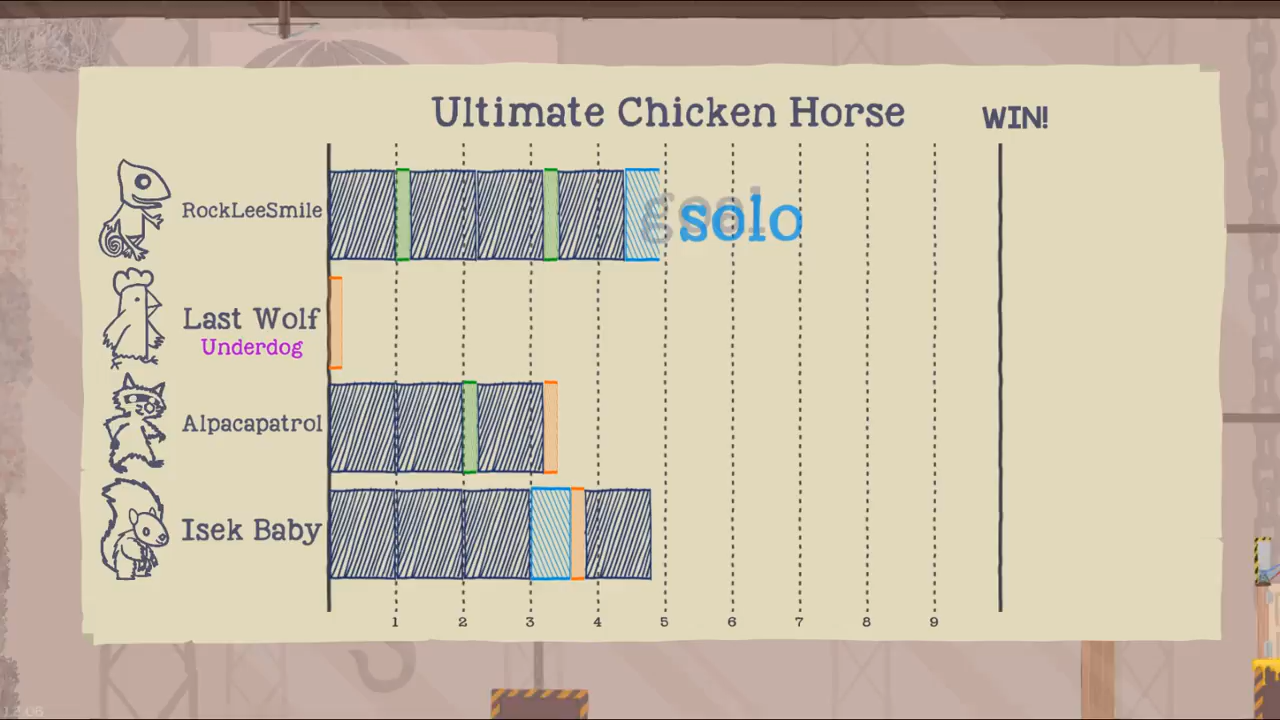 Ultimate Chicken Horse
WIN!
RockLeeSmile
goal
solo
Last Wolf
Underdog
Alpacapatrol
Isek Baby
1 2 3 4 5 6 7 8 9